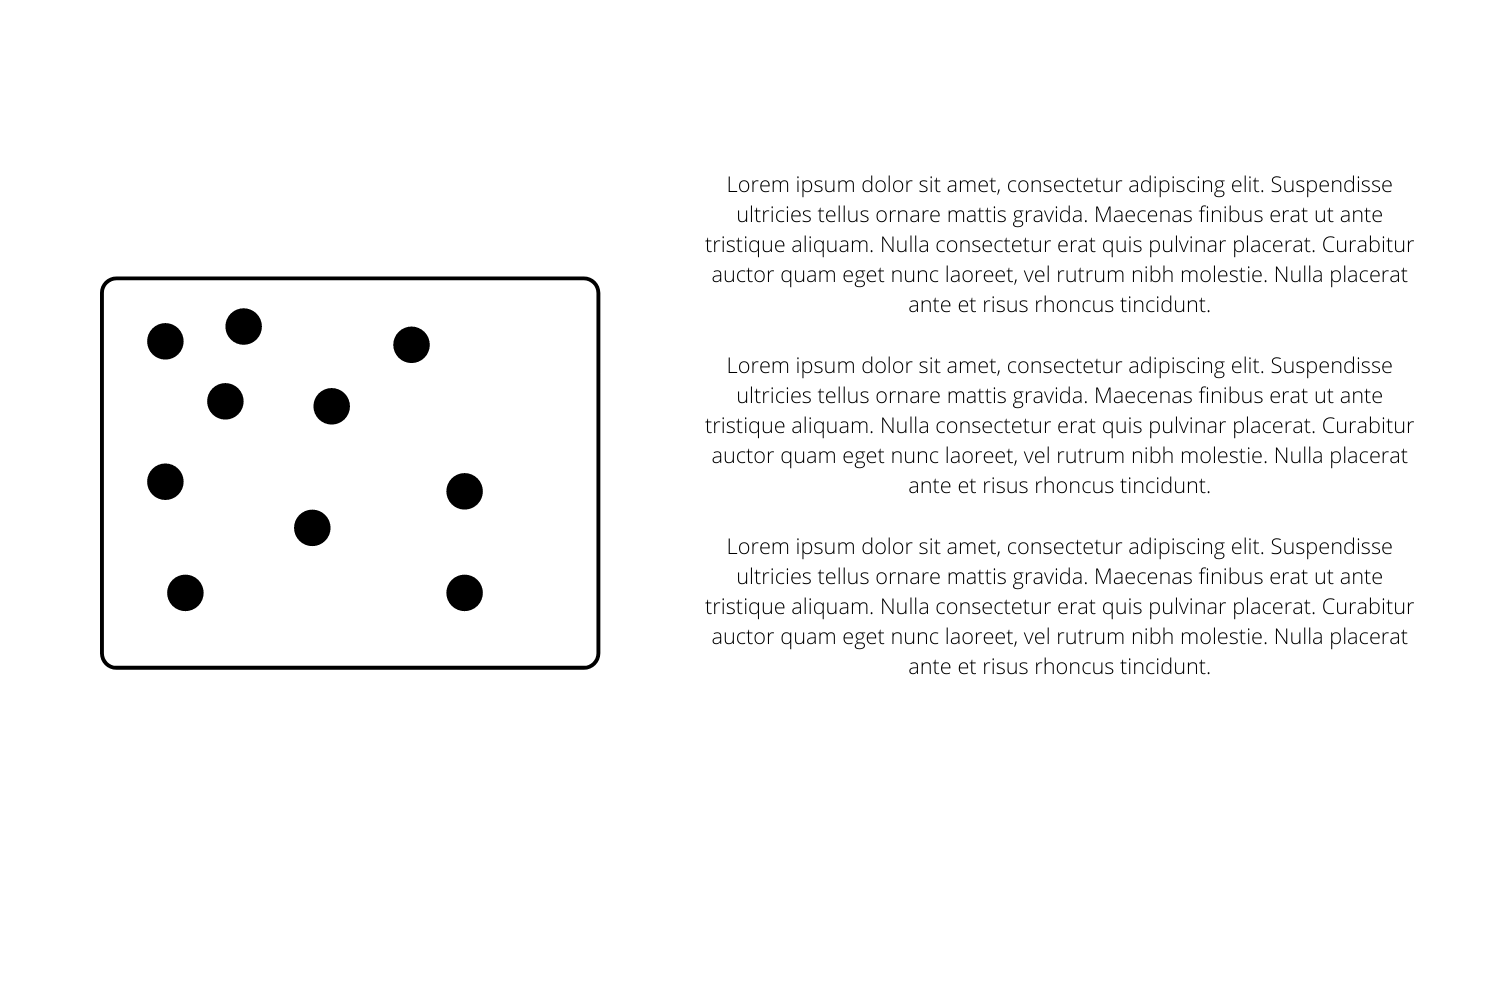 Lorem ipsum dolor sit amet, consectetur adipiscing elit. Suspendisse
ultricies tellus ornare mattis gravida. Maecenas finibus erat ut ante
tristique aliquam. Nulla consectetur erat quis pulvinar placerat. Curabitur
auctor quam eget nunc laoreet, vel rutrum nibh molestie. Nulla placerat
ante et risus rhoncus tincidunt.
Lorem ipsum dolor sit amet, consectetur adipiscing elit. Suspendisse
ultricies tellus ornare mattis gravida. Maecenas finibus erat ut ante
tristique aliquam. Nulla consectetur erat quis pulvinar placerat. Curabitur
auctor quam eget nunc laoreet, vel rutrum nibh molestie. Nulla placerat
ante et risus rhoncus tincidunt.
Lorem ipsum dolor sit amet, consectetur adipiscing elit. Suspendisse
ultricies tellus ornare mattis gravida. Maecenas finibus erat ut ante
tristique aliquam. Nulla consectetur erat quis pulvinar placerat. Curabitur
auctor quam eget nunc laoreet, vel rutrum nibh molestie. Nulla placerat
ante et risus rhoncus tincidunt.